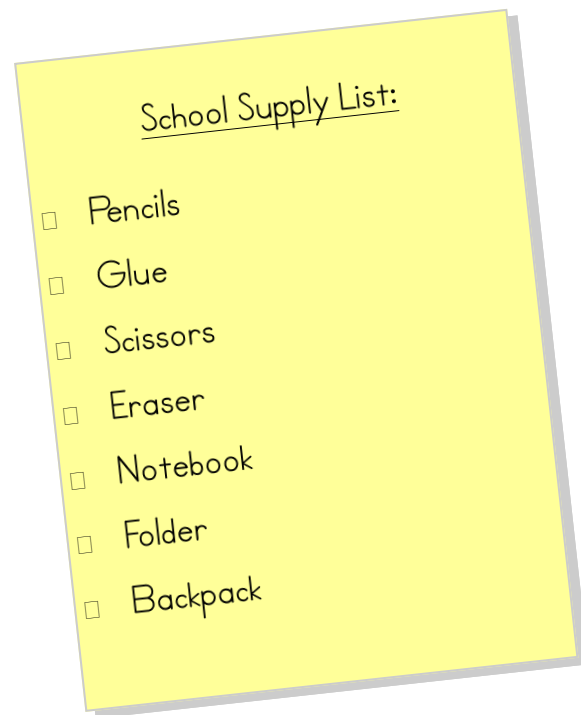 School Supply List:
Pencils
Glue
Scissors
Eraser
Notebook
Folder
Backpack